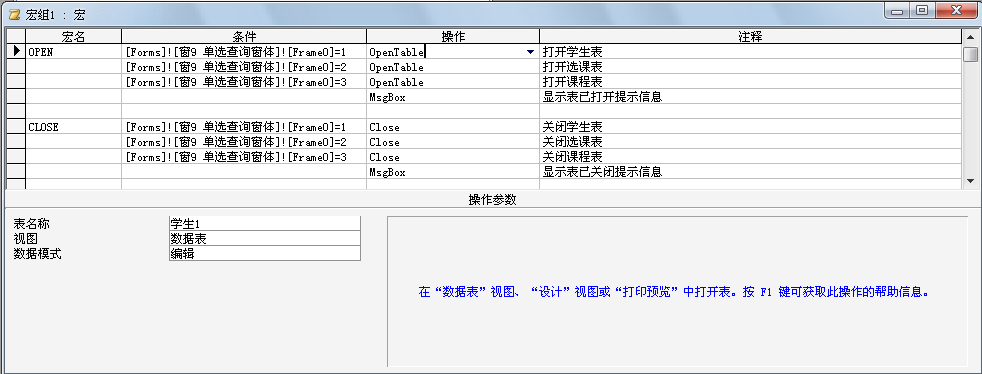 宏组1 : 宏
宏名 条件 操作 注释
OPEN [Forms]![窗9 单选查询窗体]![Frame0]=1 OpenTable 打开学生表
[Forms]![窗9 单选查询窗体]![Frame0]=2 OpenTable 打开选课表
[Forms]![窗9 单选查询窗体]![Frame0]=3 OpenTable 打开课程表
MsgBox 显示表已打开提示信息
CLOSE [Forms]![窗9 单选查询窗体]![Frame0]=1 Close 关闭学生表
[Forms]![窗9 单选查询窗体]![Frame0]=2 Close 关闭选课表
[Forms]![窗9 单选查询窗体]![Frame0]=3 Close 关闭课程表
MsgBox 显示表已关闭提示信息
操作参数
表名称 学生1
视图 数据表
数据模式 编辑
在“数据表”视图、“设计”视图或“打印预览”中打开表。按 F1 键可获取此操作的帮助信息。